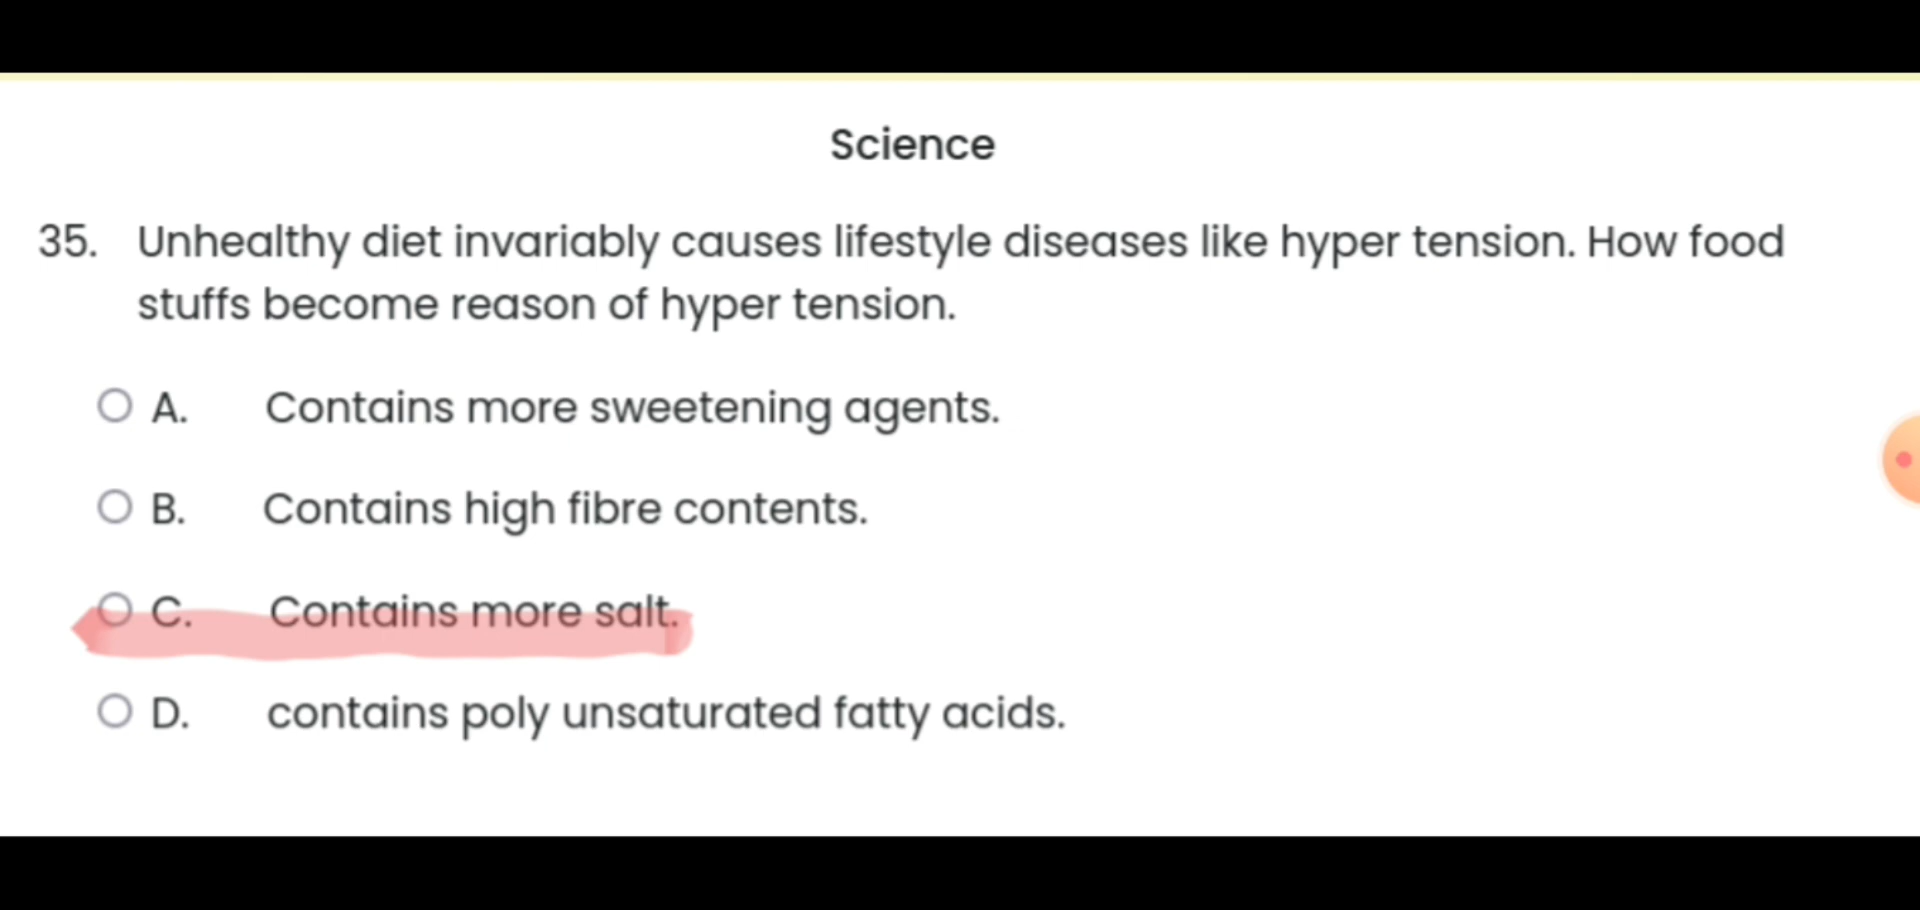 Science
35. Unhealthy diet invariably causes lifestyle diseases like hyper tension. How food
stuffs become reason of hyper tension.
A. Contains more sweetening agents.
B. Contains high fibre contents.
C. Contains more salt.
D. contains poly unsaturated fatty acids.